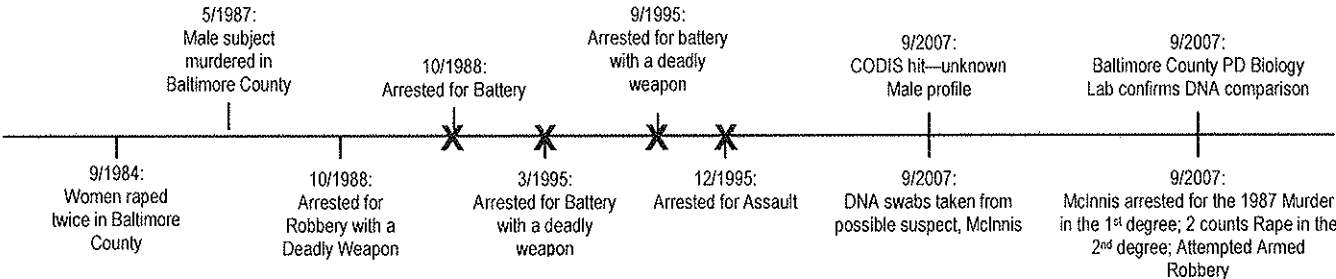 5/1987:
Male subject
murdered in
Baltimore County
10/1988:
Arrested for Battery
9/1995:
Arrested for battery
with a deadly
weapon
9/2007:
CODIS hit—unknown
Male profile
9/2007:
Baltimore County PD Biology
Lab confirms DNA comparison
X X X X
9/1984:
Women raped
twice in Baltimore
County
10/1988:
Arrested for
Robbery with a
Deadly Weapon
3/1995:
Arrested for Battery
with a deadly
weapon
12/1995:
Arrested for Assault
9/2007:
DNA swabs taken from
possible suspect, McInnis
9/2007:
McInnis arrested for the 1987 Murder
in the 1st degree; 2 counts Rape in the
2nd degree; Attempted Armed
Robbery